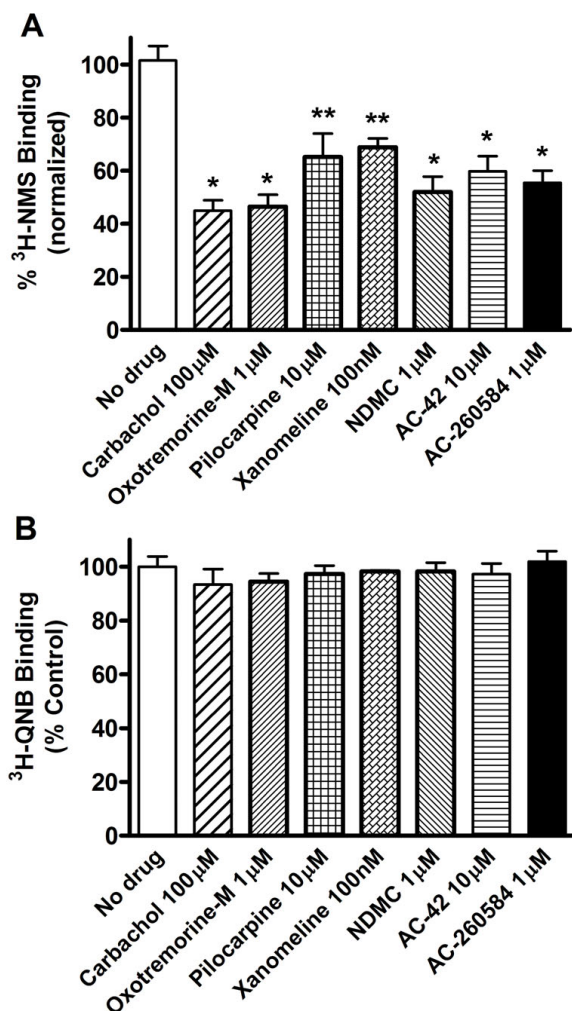 A
% ³H-NMS Binding
(normalized)
100
80
60
40
20
0
* * ** ** * * *
No drug
Carbachol 100µM
Oxotremorine-M 1µM
Pilocarpine 10µM
Xanomeline 100nM
NDMC 1µM
AC-42 10µM
AC-260584 1µM
B
³H-QNB Binding
(% Control)
100
80
60
40
20
0
No drug
Carbachol 100µM
Oxotremorine-M 1µM
Pilocarpine 10µM
Xanomeline 100nM
NDMC 1µM
AC-42 10µM
AC-260584 1µM